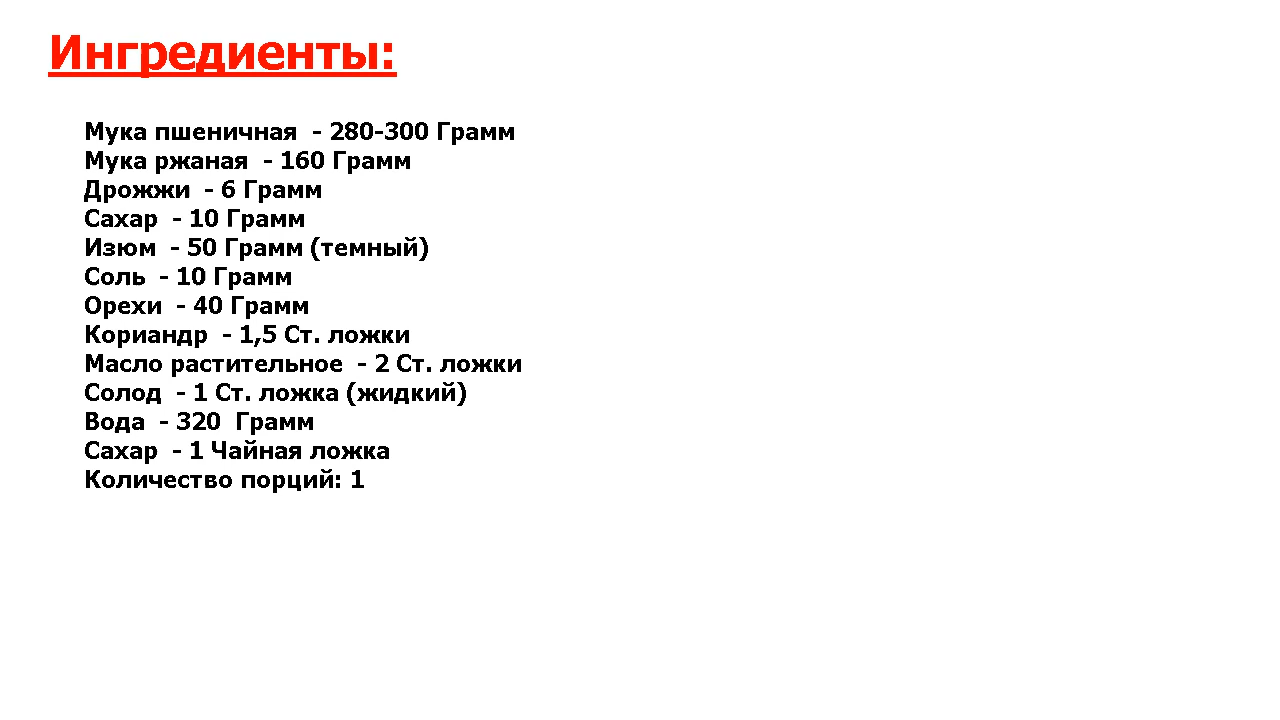 Ингредиенты:
Мука пшеничная  - 280-300 Грамм
Мука ржаная  - 160 Грамм
Дрожжи  - 6 Грамм
Сахар  - 10 Грамм
Изюм  - 50 Грамм (темный)
Соль  - 10 Грамм
Орехи  - 40 Грамм
Кориандр  - 1,5 Ст. ложки
Масло растительное  - 2 Ст. ложки
Солод  - 1 Ст. ложка (жидкий)
Вода  - 320  Грамм
Сахар  - 1 Чайная ложка
Количество порций: 1